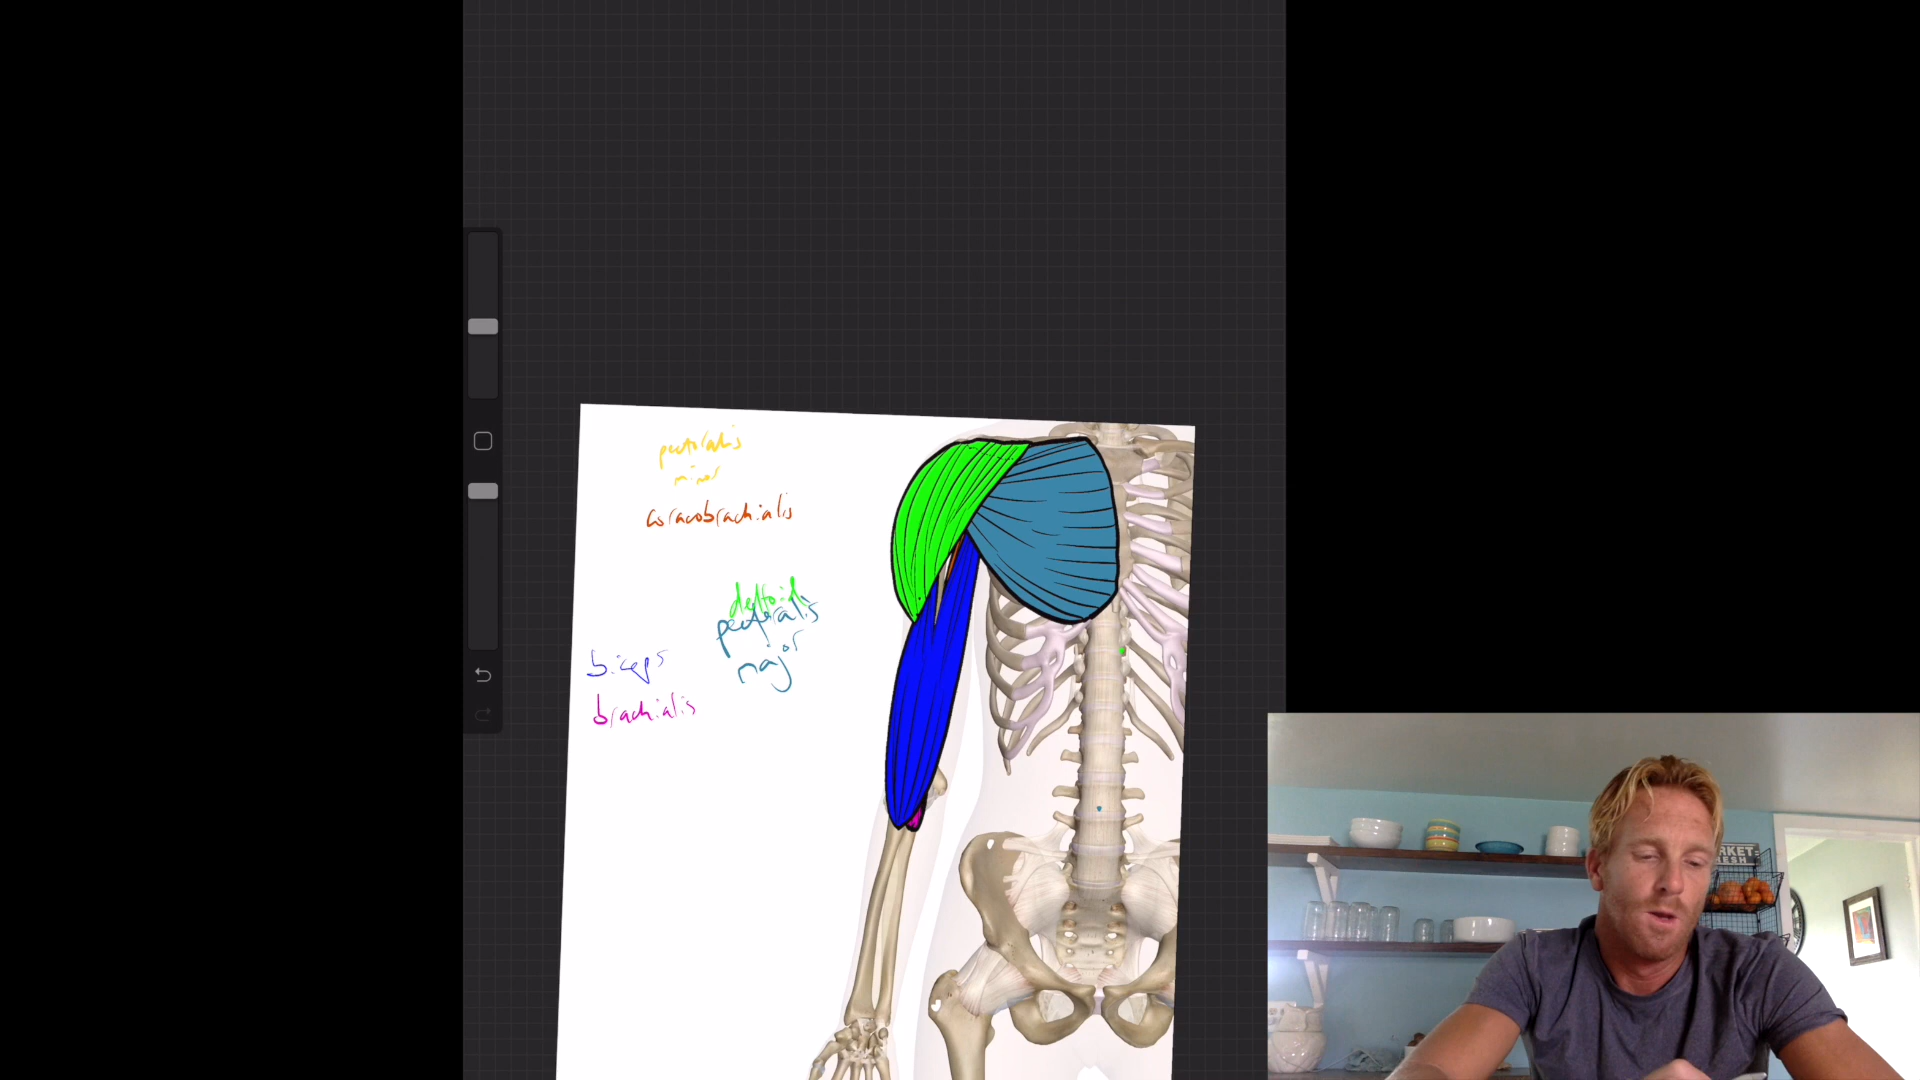 pectoralis
minor
coracobrachialis
deltoid
pectoralis
major
biceps
brachialis